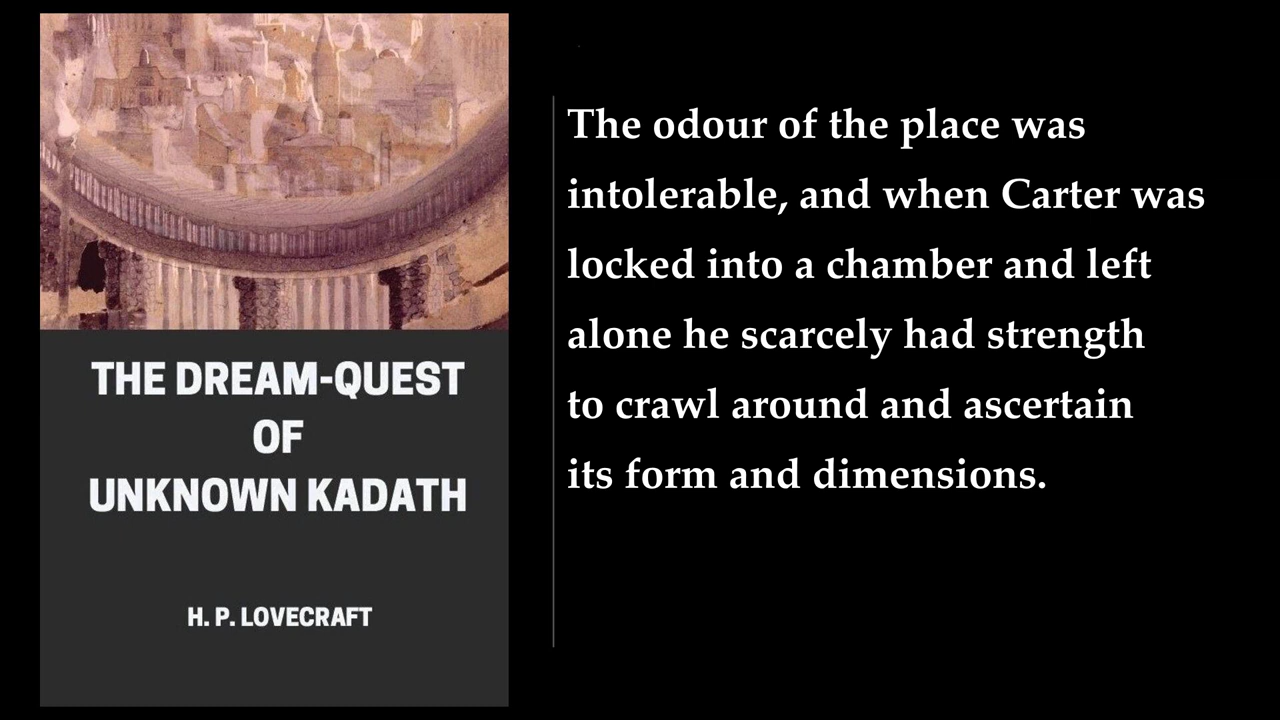 THE DREAM-QUEST
OF
UNKNOWN KADATH
H. P. LOVECRAFT
The odour of the place was
intolerable, and when Carter was
locked into a chamber and left
alone he scarcely had strength
to crawl around and ascertain
its form and dimensions.